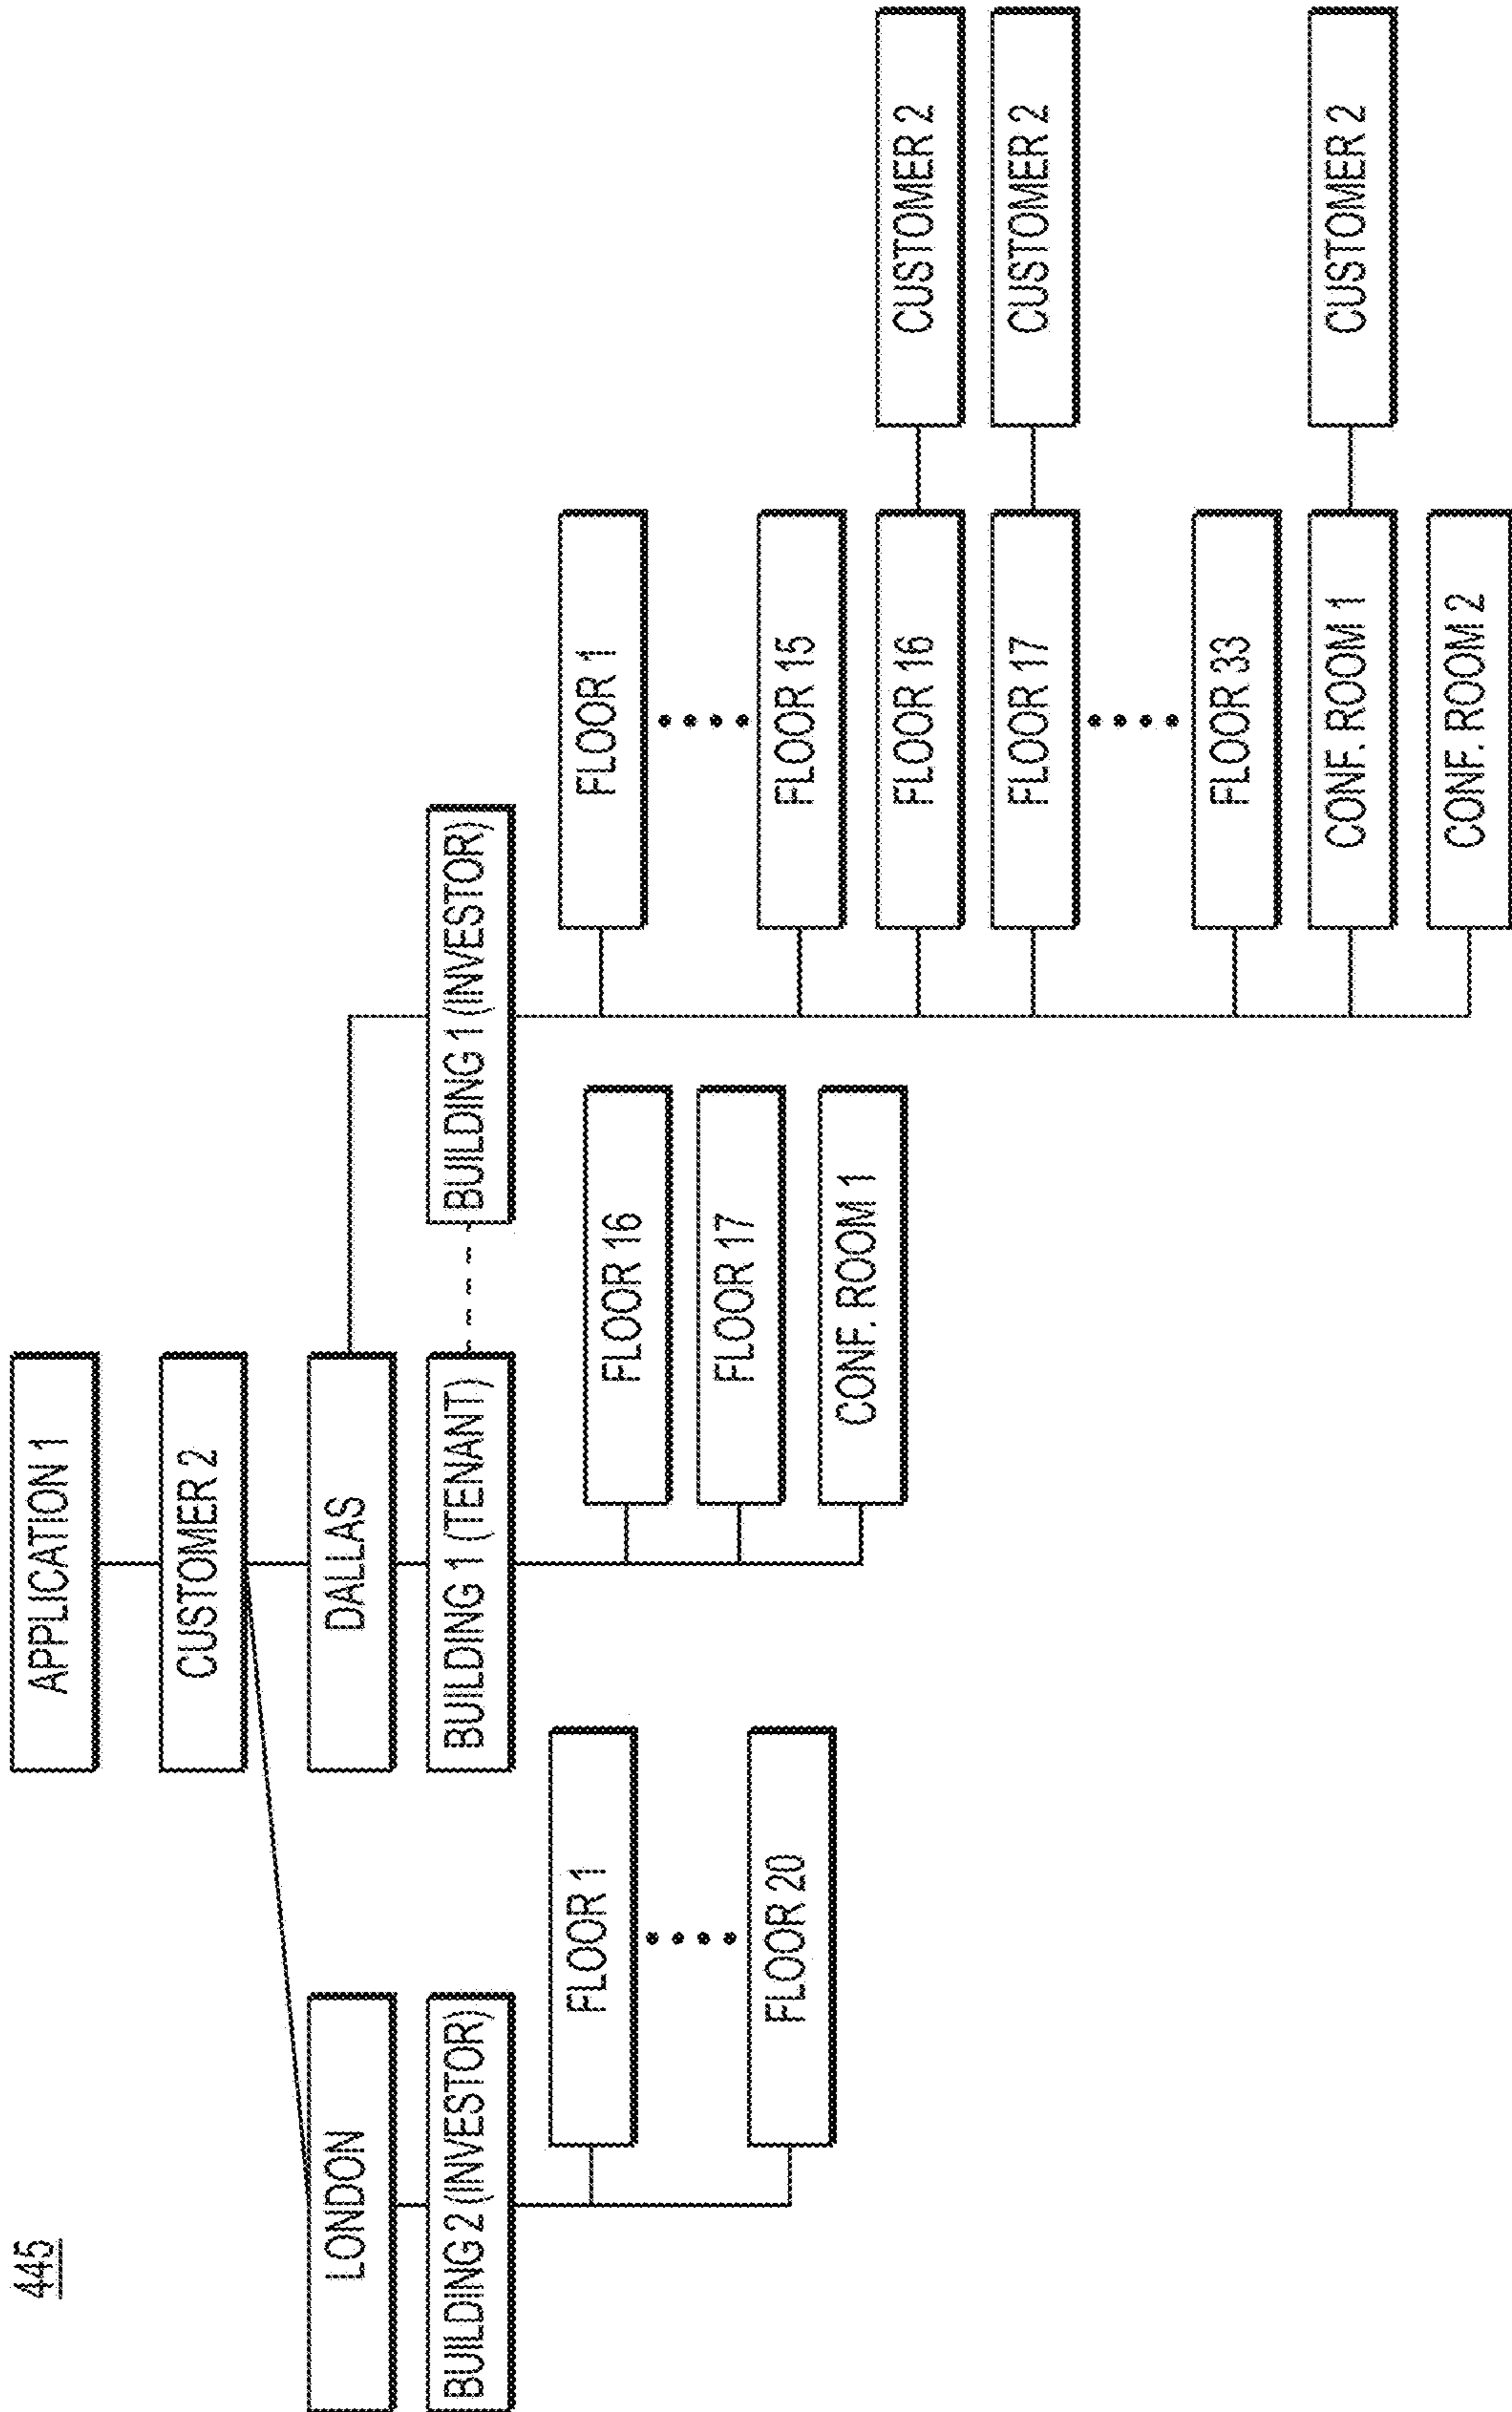 445
APPLICATION 1
CUSTOMER 2
LONDON
DALLAS
BUILDING 2 (INVESTOR)
BUILDING 1 (TENANT)
BUILDING 1 (INVESTOR)
FLOOR 1
FLOOR 20
FLOOR 16
FLOOR 17
CONF. ROOM 1
FLOOR 1
FLOOR 15
FLOOR 16
CUSTOMER 2
FLOOR 17
CUSTOMER 2
FLOOR 33
CONF. ROOM 1
CUSTOMER 2
CONF. ROOM 2